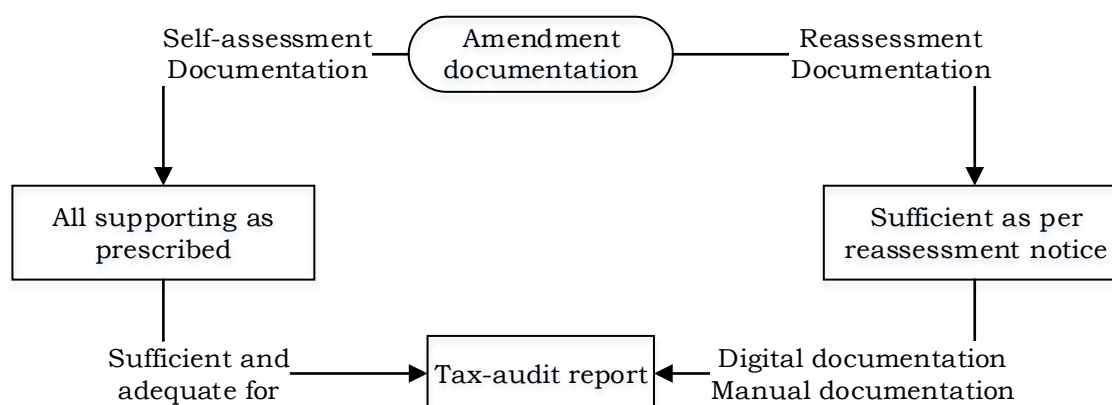 Self-assessment
Documentation
Amendment
documentation
Reassessment
Documentation
All supporting as
prescribed
Sufficient as per
reassessment notice
Sufficient and
adequate for
Tax-audit report
Digital documentation
Manual documentation